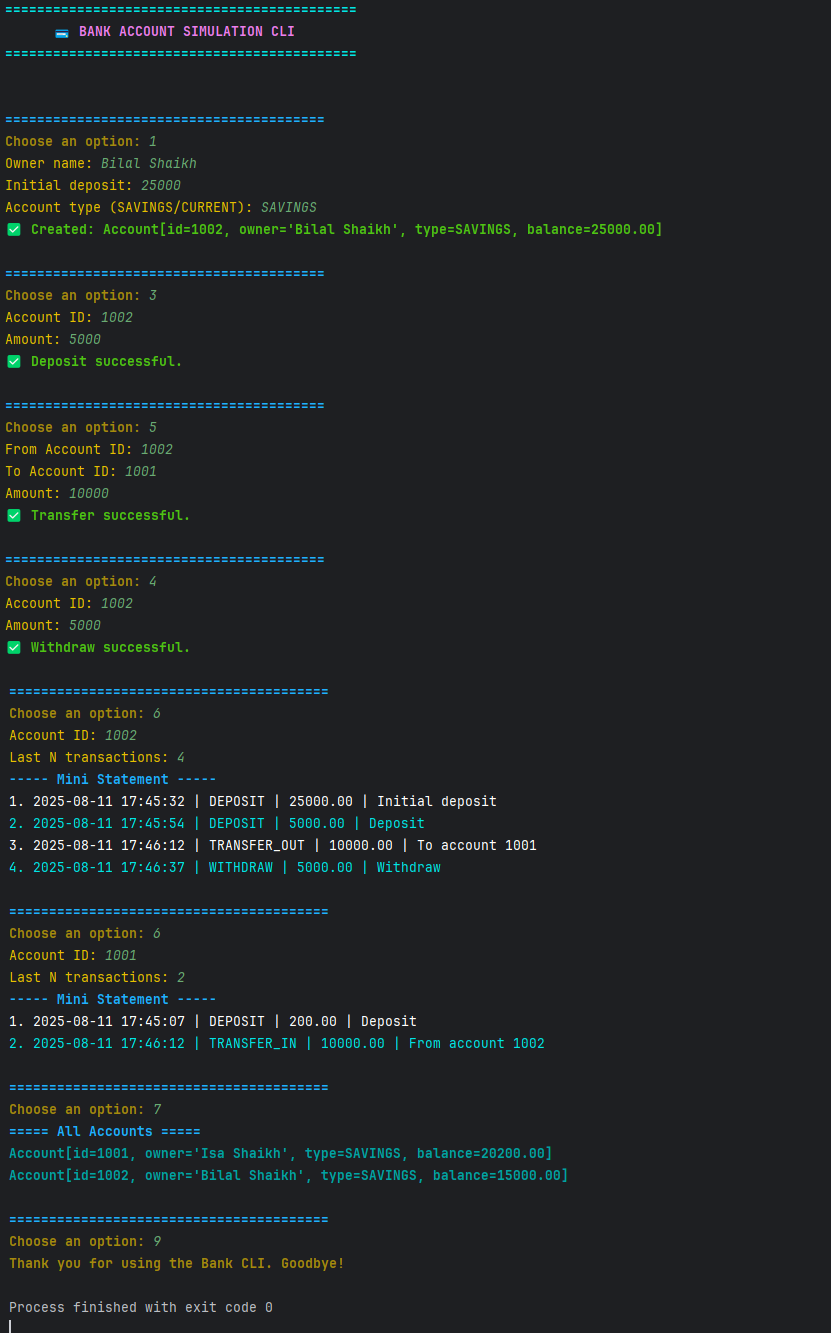 ============================================
💳 BANK ACCOUNT SIMULATION CLI
============================================
========================================
Choose an option: 1
Owner name: Bilal Shaikh
Initial deposit: 25000
Account type (SAVINGS/CURRENT): SAVINGS
✅ Created: Account[id=1002, owner='Bilal Shaikh', type=SAVINGS, balance=25000.00]
========================================
Choose an option: 3
Account ID: 1002
Amount: 5000
✅ Deposit successful.
========================================
Choose an option: 5
From Account ID: 1002
To Account ID: 1001
Amount: 10000
✅ Transfer successful.
========================================
Choose an option: 4
Account ID: 1002
Amount: 5000
✅ Withdraw successful.
========================================
Choose an option: 6
Account ID: 1002
Last N transactions: 4
----- Mini Statement -----
1. 2025-08-11 17:45:32 | DEPOSIT | 25000.00 | Initial deposit
2. 2025-08-11 17:45:54 | DEPOSIT | 5000.00 | Deposit
3. 2025-08-11 17:46:12 | TRANSFER_OUT | 10000.00 | To account 1001
4. 2025-08-11 17:46:37 | WITHDRAW | 5000.00 | Withdraw
========================================
Choose an option: 6
Account ID: 1001
Last N transactions: 2
----- Mini Statement -----
1. 2025-08-11 17:45:07 | DEPOSIT | 200.00 | Deposit
2. 2025-08-11 17:46:12 | TRANSFER_IN | 10000.00 | From account 1002
========================================
Choose an option: 7
===== All Accounts =====
Account[id=1001, owner='Isa Shaikh', type=SAVINGS, balance=20200.00]
Account[id=1002, owner='Bilal Shaikh', type=SAVINGS, balance=15000.00]
========================================
Choose an option: 9
Thank you for using the Bank CLI. Goodbye!
Process finished with exit code 0